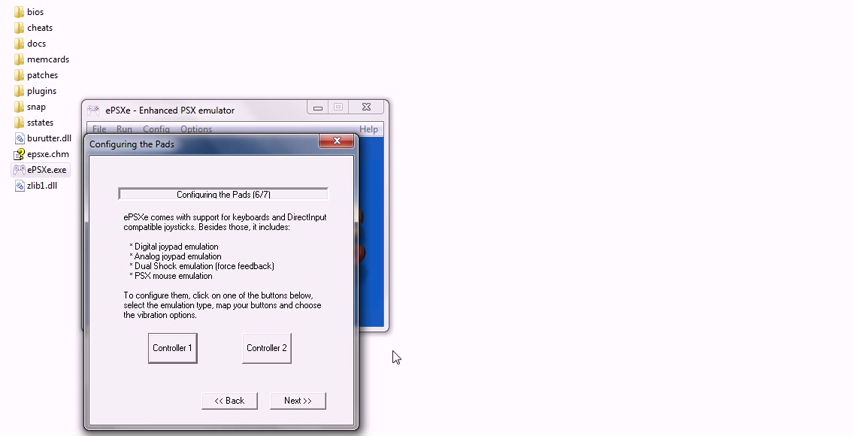 bios
cheats
docs
memcards
patches
plugins
snap
sstates
burutter.dll
epsxe.chm
ePSXe.exe
zlib1.dll
ePSXe - Enhanced PSX emulator
File Run Config Options Help
Configuring the Pads
Configuring the Pads (6/7)
ePSXe comes with support for keyboards and DirectInput
compatible joysticks. Besides those, it includes:
* Digital joypad emulation
* Analog joypad emulation
* Dual Shock emulation (force feedback)
* PSX mouse emulation
To configure them, click on one of the buttons below,
select the emulation type, map your buttons and choose
the vibration options.
Controller 1 Controller 2
<< Back Next >>